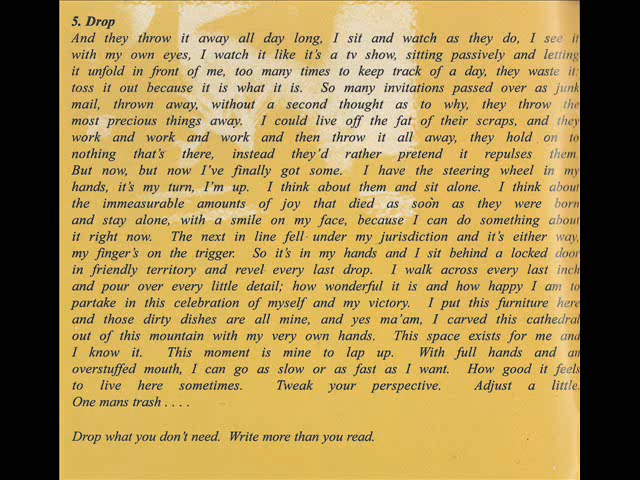 5. Drop
And they throw it away all day long, I sit and watch as they do, I see it
with my own eyes, I watch it like it's a tv show, sitting passively and letting
it unfold in front of me, too many times to keep track of a day, they waste it;
toss it out because it is what it is. So many invitations passed over as junk
mail, thrown away, without a second thought as to why, they throw the
most precious things away. I could live off the fat of their scraps, and they
work and work and work and then throw it all away, they hold on to
nothing that's there, instead they'd rather pretend it repulses them.
But now, but now I've finally got some. I have the steering wheel in my
hands, it's my turn, I'm up. I think about them and sit alone. I think about
the immeasurable amounts of joy that died as soon as they were born
and stay alone, with a smile on my face, because I can do something about
it right now. The next in line fell under my jurisdiction and it's either way,
my finger's on the trigger. So it's in my hands and I sit behind a locked door
in friendly territory and revel every last drop. I walk across every last inch
and pour over every little detail; how wonderful it is and how happy I am to
partake in this celebration of myself and my victory. I put this furniture here
and those dirty dishes are all mine, and yes ma'am, I carved this cathedral
out of this mountain with my very own hands. This space exists for me and
I know it. This moment is mine to lap up. With full hands and an
overstuffed mouth, I can go as slow or as fast as I want. How good it feels
to live here sometimes. Tweak your perspective. Adjust a little.
One mans trash . . . .
Drop what you don't need. Write more than you read.